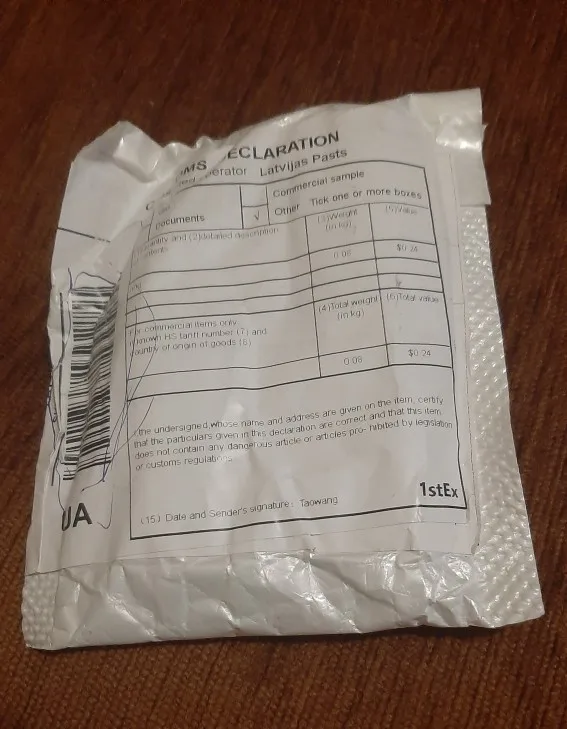 ECLARATION
Latvijas Pasts
Commercial sample
Documents √ Other Tick one or more boxes
and (2)detailed description (3)Weight (in kg) (5)Value
0.08 $0.24
(4)Total weight (in kg) (6)Total value
commercial items only
known HS tariff number (7) and
country of origin of goods (8)
0.08 $0.24
the undersigned,whose name and address are given on the item, certify
that the particulars given in this declaration are correct and that this item
does not contain any dangerous article or articles pro- hibited by legislation
or customs regulations
1stEx
(15) Date and Sender's signature: Taowang
UA